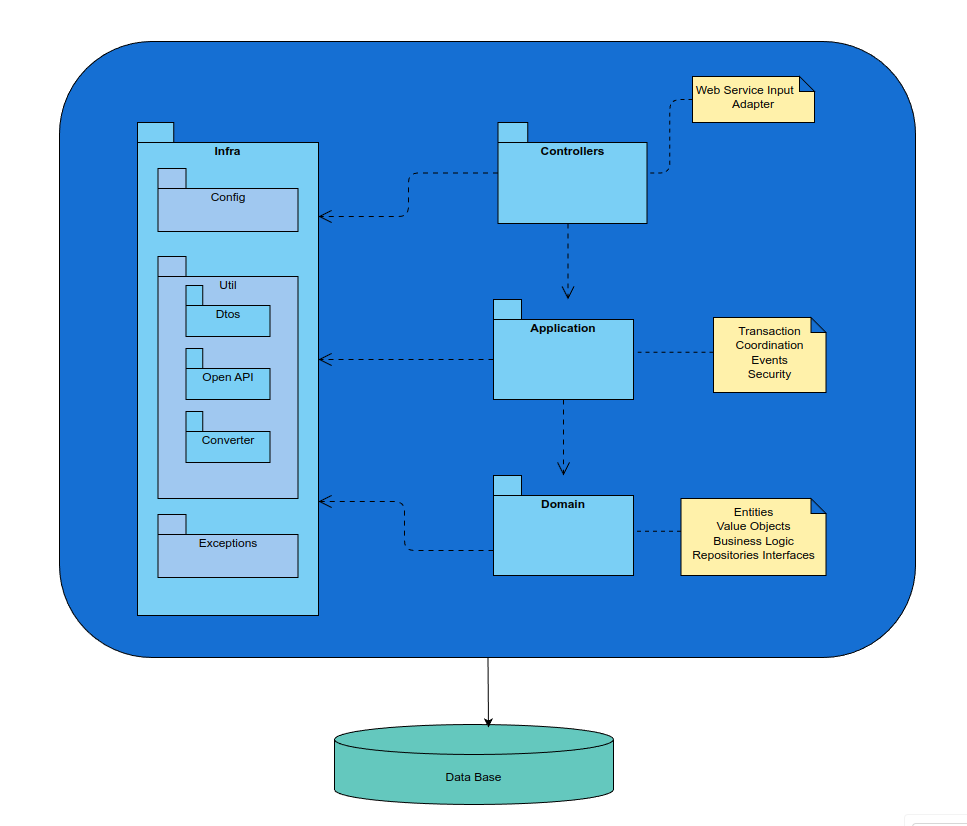 Web Service Input
Adapter
Infra
Controllers
Config
Util
Dtos
Open API
Converter
Exceptions
Application
Transaction
Coordination
Events
Security
Domain
Entities
Value Objects
Business Logic
Repositories Interfaces
Data Base